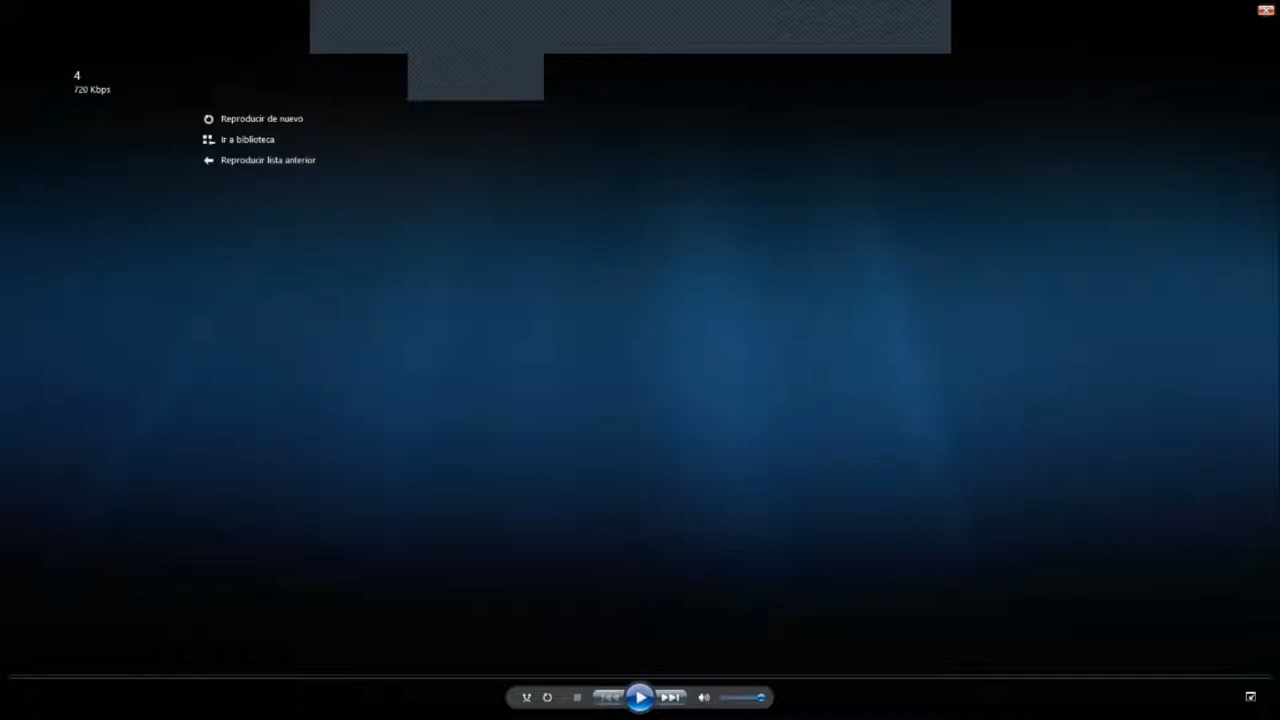 4
720 Kbps
Reproducir de nuevo
Ir a biblioteca
Reproducir lista anterior